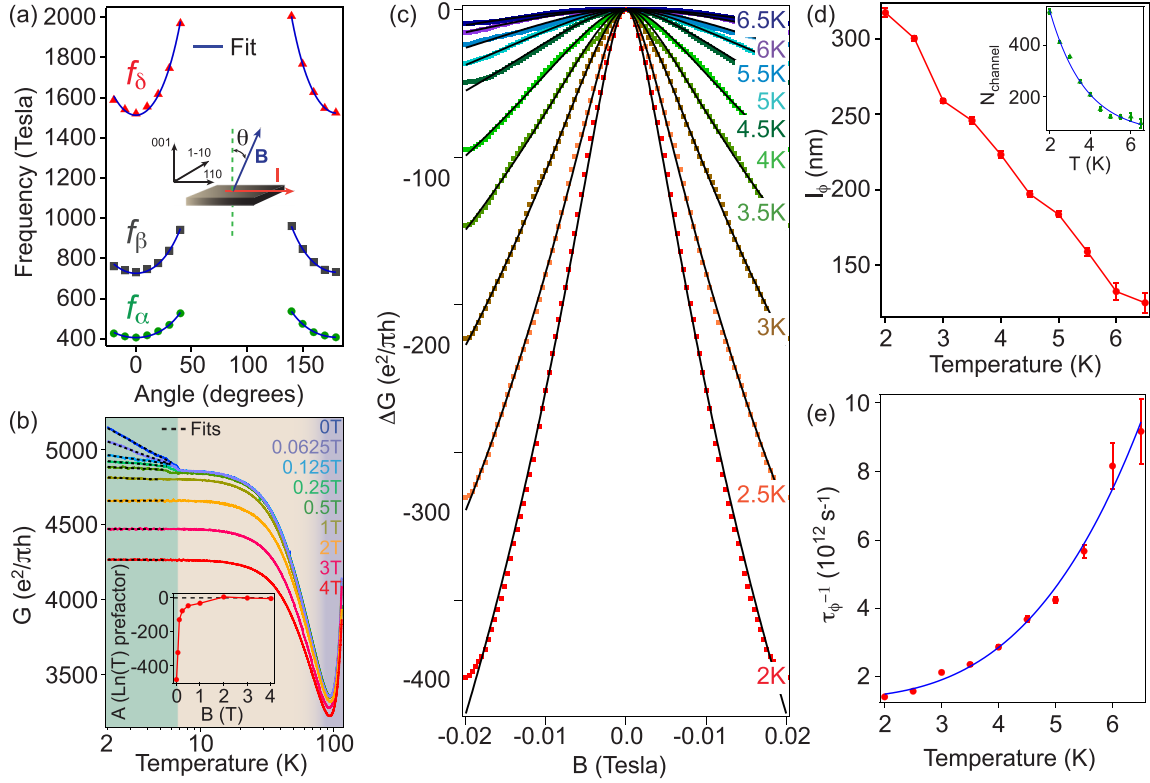 (a)
2000
1800
1600
1400
1200
1000
800
600
400
Frequency (Tesla)
fδ
Fit
001
1-10
110
θ
B
I
fβ
fα
0
50
100
150
Angle (degrees)
(b)
5000
4500
4000
3500
G (e²/πh)
Fits
0T
0.0625T
0.125T
0.25T
0.5T
1T
2T
3T
4T
A (Ln(T) prefactor)
0
-200
-400
0
1
2
3
4
B (T)
2
10
100
Temperature (K)
(c)
0
-100
-200
-300
-400
ΔG (e²/πh)
6.5K
6K
5.5K
5K
4.5K
4K
3.5K
3K
2.5K
2K
-0.02
-0.01
0.0
-0.01
0.02
B (Tesla)
(d)
300
250
200
150
lϕ (nm)
400
200
Nchannel
2
4
6
T (K)
2
3
4
5
6
Temperature (K)
(e)
10
8
6
4
2
τϕ⁻¹ (10¹² s⁻¹)
2
3
4
5
6
Temperature (K)